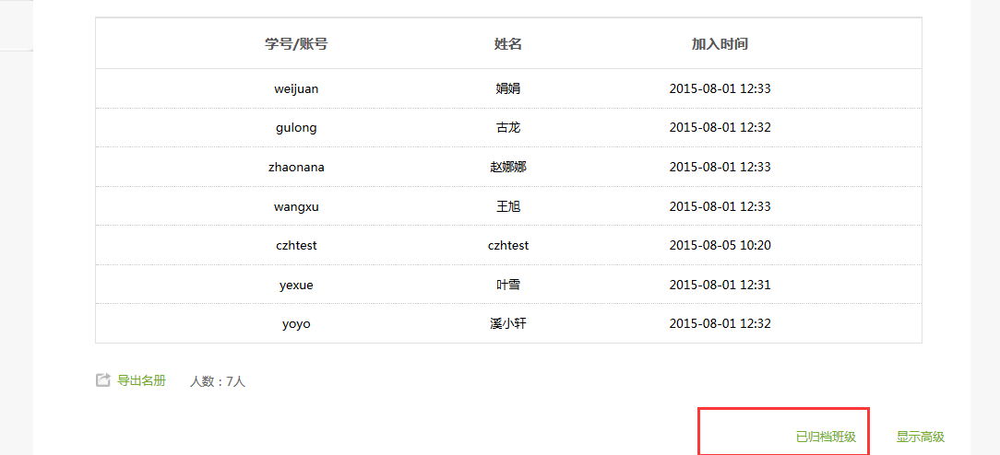 学号/账号 姓名 加入时间
weijuan 娟娟 2015-08-01 12:33
gulong 古龙 2015-08-01 12:32
zhaonana 赵娜娜 2015-08-01 12:33
wangxu 王旭 2015-08-01 12:33
czhtest czhtest 2015-08-05 10:20
yexue 叶雪 2015-08-01 12:31
yoyo 溪小轩 2015-08-01 12:32
导出名册 人数：7人
已归档班级 显示高级